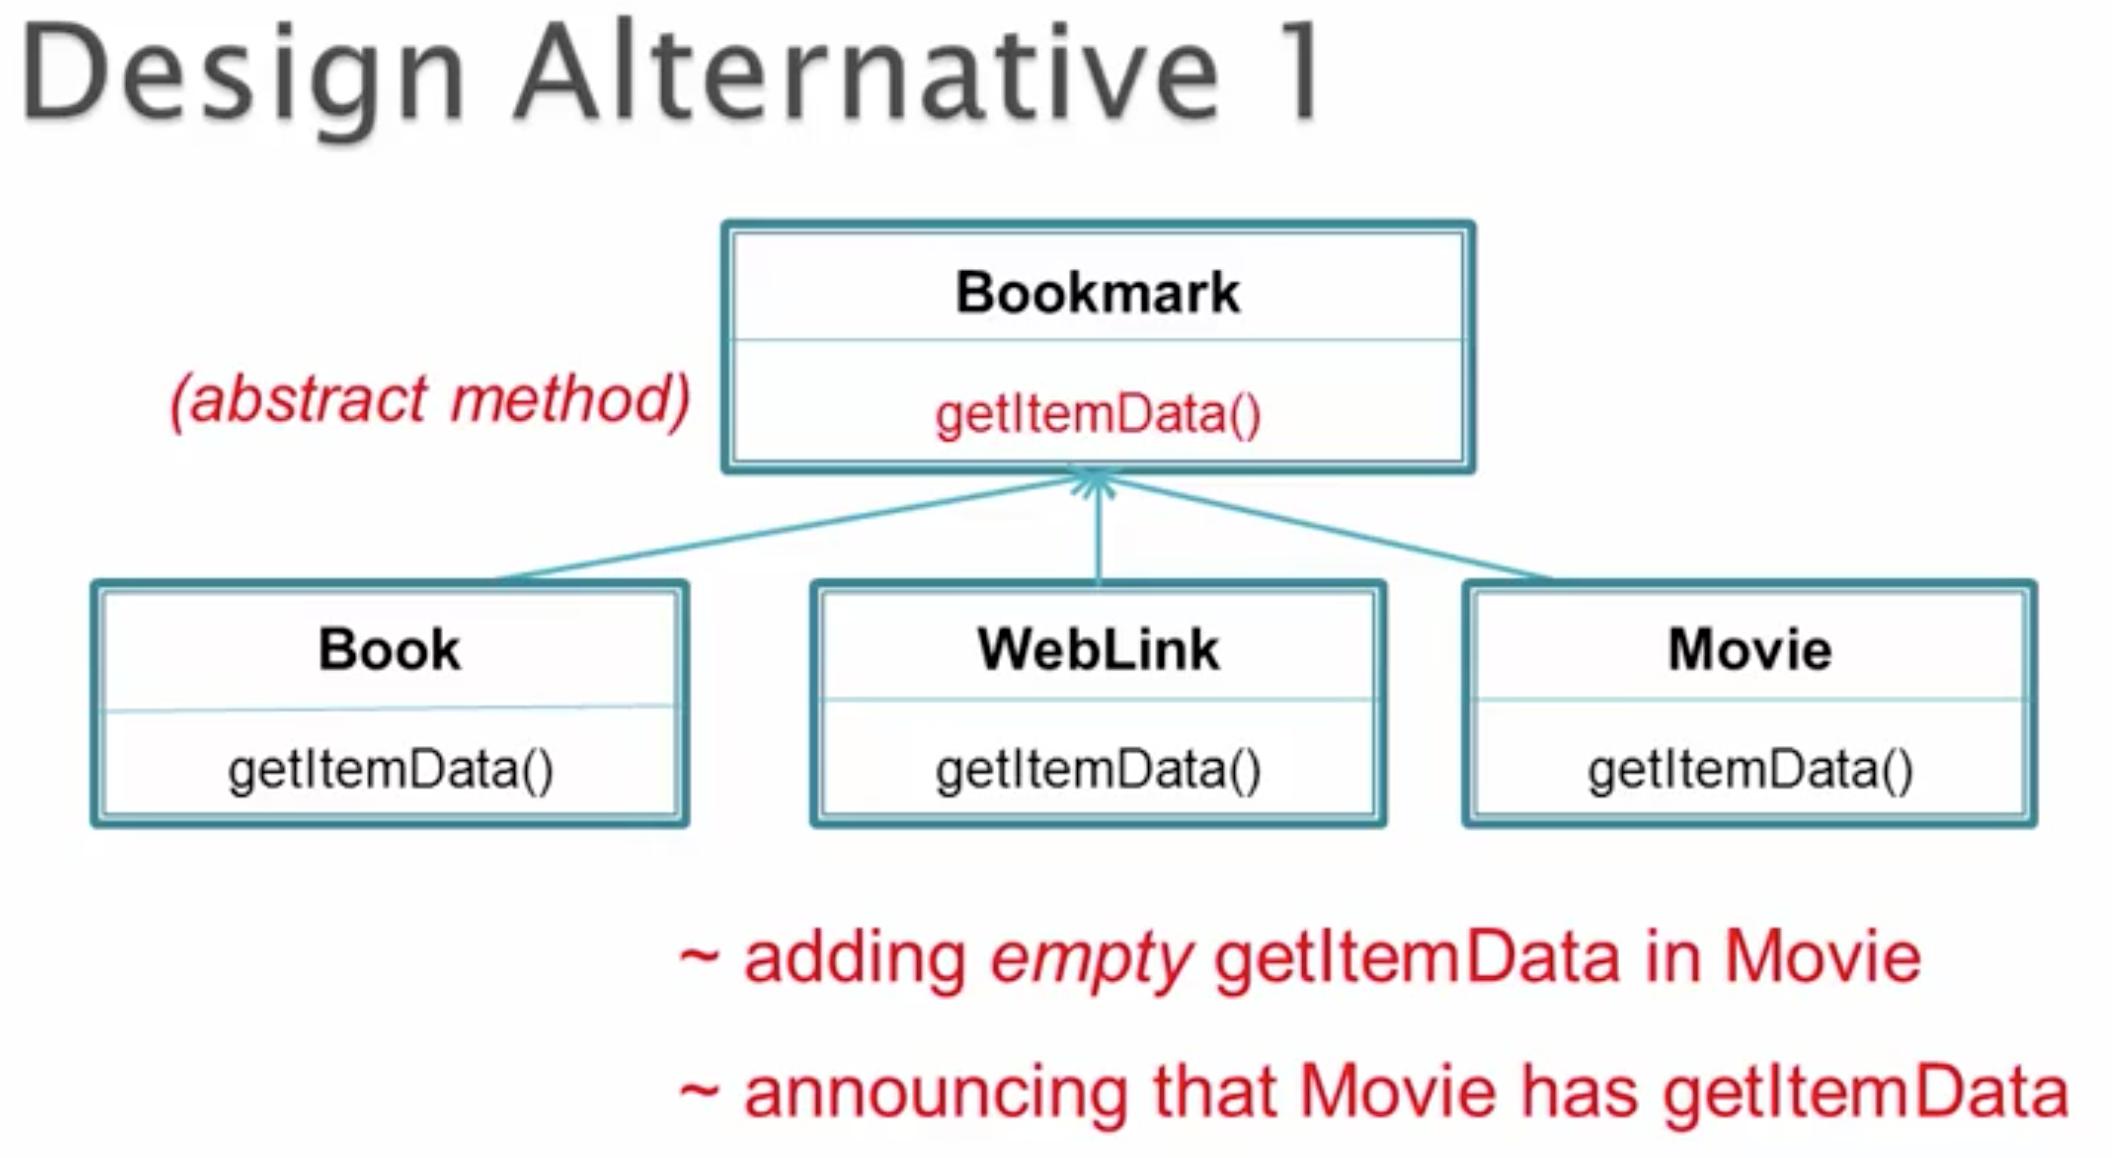 Design Alternative 1
Bookmark
(abstract method)
getItemData()
Book
WebLink
Movie
getItemData()
getItemData()
getItemData()
~ adding empty getItemData in Movie
~ announcing that Movie has getItemData